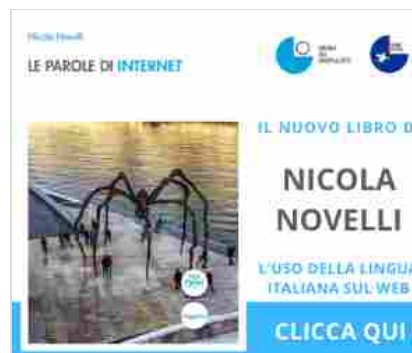 Nicola Novelli
LE PAROLE DI INTERNET
IL NUOVO LIBRO D
NICOLA
NOVELLI
L'USO DELLA LINGUA
ITALIANA SUL WEB
CLICCA QUI